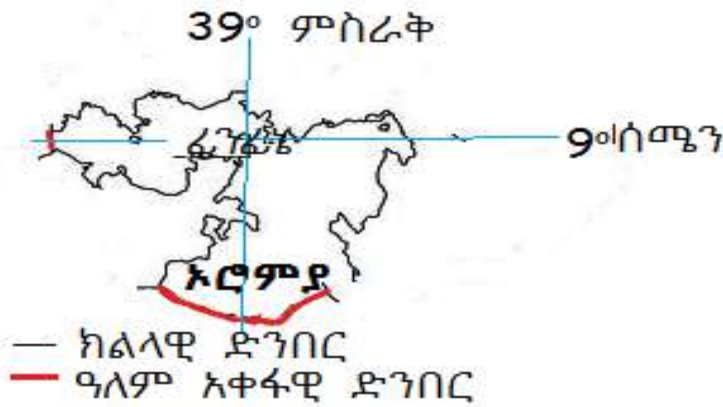 39° ምስራቅ
ፊንፊኔ
9° ሰሜን
ኦሮምያ
ክልላዊ ድንበር
ዓለም አቀፋዊ ድንበር